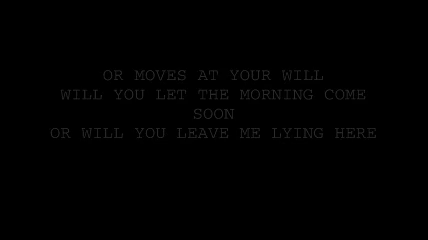 OR MOVES AT YOUR WILL
WILL YOU LET THE MORNING COME
SOON
OR WILL YOU LEAVE ME LYING HERE